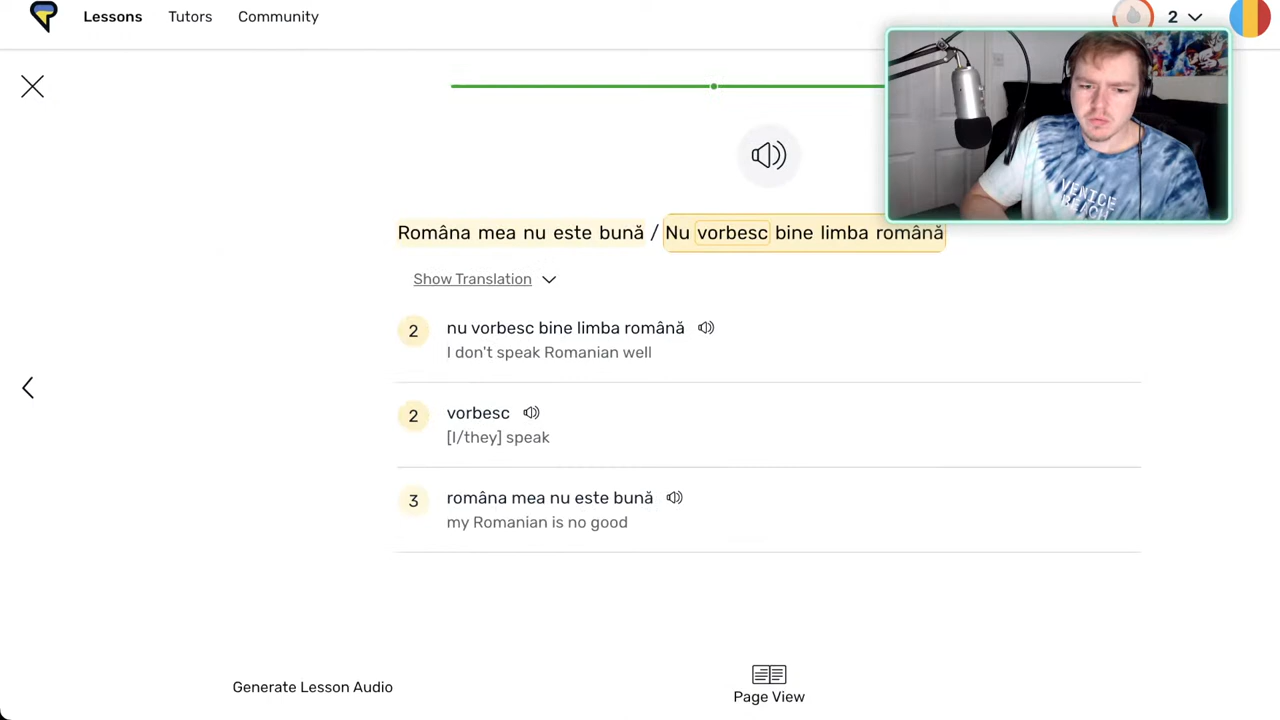 Lessons Tutors Community 2
Româna mea nu este bună / Nu vorbesc bine limba română
Show Translation
2 nu vorbesc bine limba română
I don't speak Romanian well
2 vorbesc
[I/they] speak
3 româna mea nu este bună
my Romanian is no good
Generate Lesson Audio
Page View
VENICE
BEACH